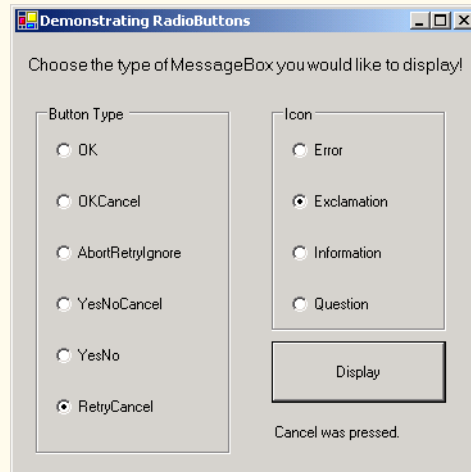 Demonstrating RadioButtons
Choose the type of MessageBox you would like to display!
Button Type
OK
OKCancel
AbortRetryIgnore
YesNoCancel
YesNo
RetryCancel
Icon
Error
Exclamation
Information
Question
Display
Cancel was pressed.